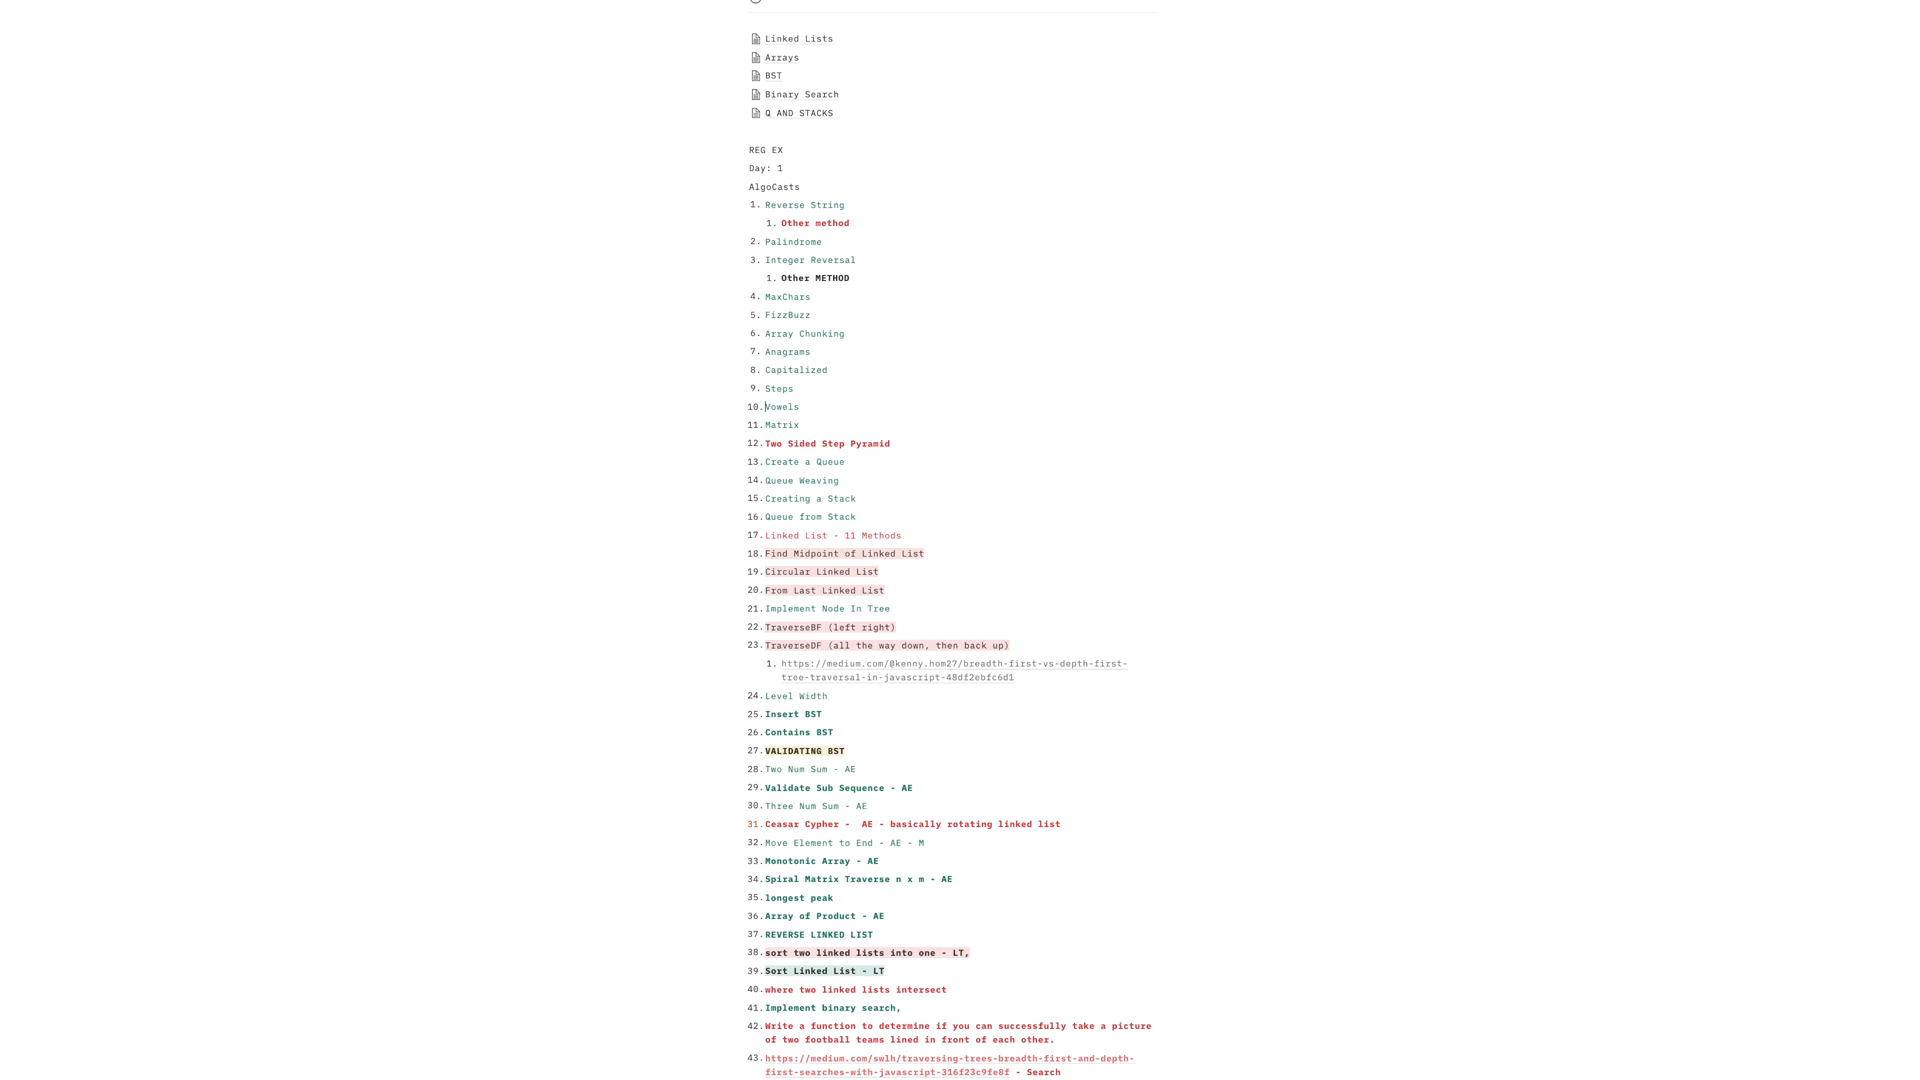 Linked Lists
Arrays
BST
Binary Search
Q AND STACKS
REG EX
Day: 1
AlgoCasts
1. Reverse String
1. Other method
2. Palindrome
3. Integer Reversal
1. Other METHOD
4. MaxChars
5. FizzBuzz
6. Array Chunking
7. Anagrams
8. Capitalized
9. Steps
10. Vowels
11. Matrix
12. Two Sided Step Pyramid
13. Create a Queue
14. Queue Weaving
15. Creating a Stack
16. Queue from Stack
17. Linked List - 11 Methods
18. Find Midpoint of Linked List
19. Circular Linked List
20. From Last Linked List
21. Implement Node In Tree
22. TraverseBF (left right)
23. TraverseDF (all the way down, then back up)
1. https://medium.com/@kenny.hom27/breadth-first-vs-depth-first-
tree-traversal-in-javascript-48df2ebfc6d1
24. Level Width
25. Insert BST
26. Contains BST
27. VALIDATING BST
28. Two Num Sum - AE
29. Validate Sub Sequence - AE
30. Three Num Sum - AE
31. Ceasar Cypher -  AE - basically rotating linked list
32. Move Element to End - AE - M
33. Monotonic Array - AE
34. Spiral Matrix Traverse n x m - AE
35. longest peak
36. Array of Product - AE
37. REVERSE LINKED LIST
38. sort two linked lists into one - LT,
39. Sort Linked List - LT
40. where two linked lists intersect
41. Implement binary search,
42. Write a function to determine if you can successfully take a picture
of two football teams lined in front of each other.
43. https://medium.com/swlh/traversing-trees-breadth-first-and-depth-
first-searches-with-javascript-316f23c9fe8f - Search